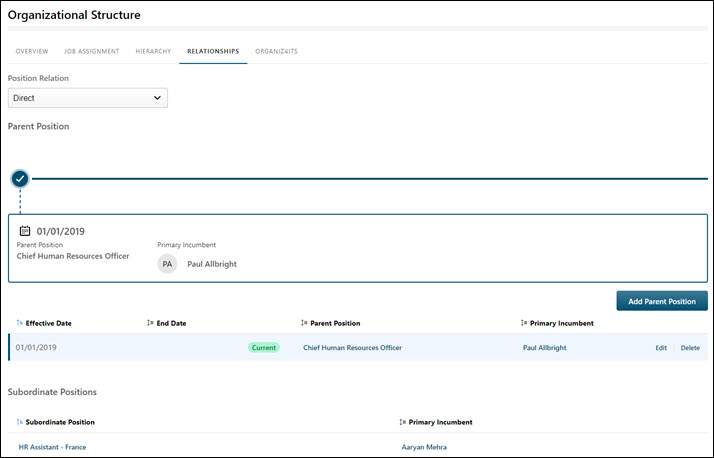 Organizational Structure
OVERVIEW JOB ASSIGNMENT HIERARCHY RELATIONSHIPS
Position Relation
Direct
Parent Position
01/01/2019
Parent Position Primary Incumbent
Chief Human Resources Officer
PA Paul Allbright
Add Parent Position
Effective Date End Date Parent Position Primary Incumbent
01/01/2019 Current Chief Human Resources Officer Paul Allbright Edit Delete
Subordinate Positions
Subordinate Position Primary Incumbent
HR Assistant - France Aaryan Mehra